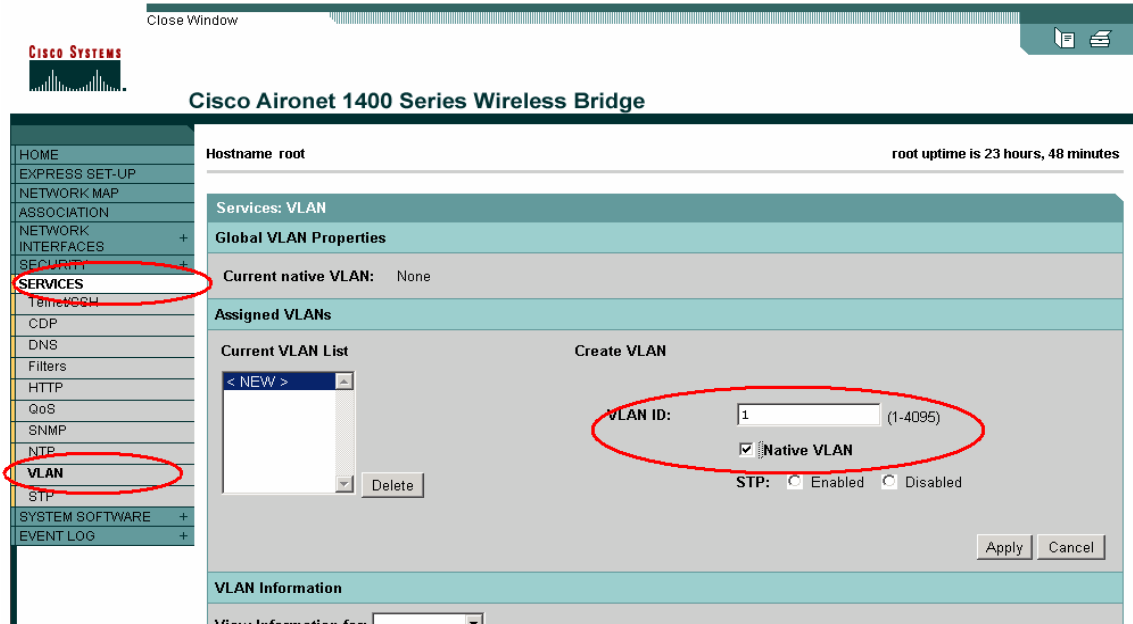 Close Window
CISCO SYSTEMS
Cisco Aironet 1400 Series Wireless Bridge
HOME
EXPRESS SET-UP
NETWORK MAP
ASSOCIATION
NETWORK
INTERFACES +
SECURITY +
SERVICES
Telnet/SSH
CDP
DNS
Filters
HTTP
QoS
SNMP
NTP
VLAN
STP
SYSTEM SOFTWARE +
EVENT LOG +
Hostname root
root uptime is 23 hours, 48 minutes
Services: VLAN
Global VLAN Properties
Current native VLAN: None
Assigned VLANs
Current VLAN List
< NEW >
Delete
Create VLAN
VLAN ID: 1 (1-4095)
Native VLAN
STP: Enabled Disabled
Apply Cancel
VLAN Information
View Information for: